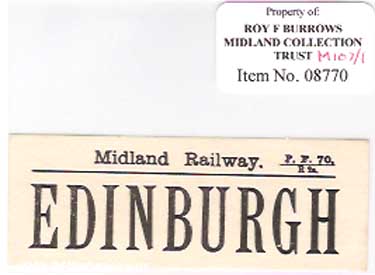 Property of:
ROY F BURROWS
MIDLAND COLLECTION
TRUST M107/1
Item No. 08770
Midland Railway. P. F. 70.
EDINBURGH